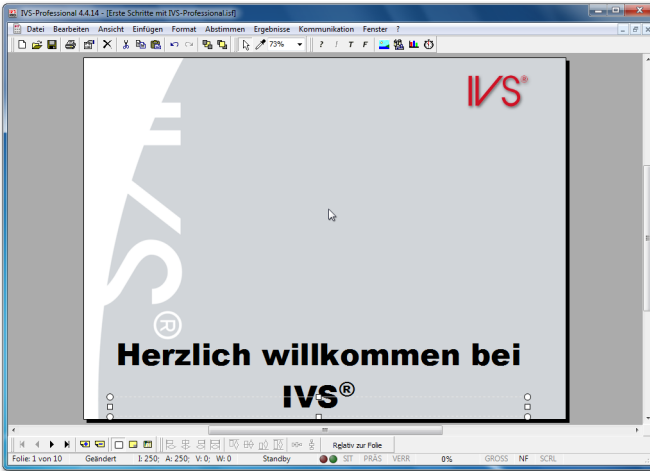 IVS-Professional 4.4.14 - [Erste Schritte mit IVS-Professional.isf]
Datei Bearbeiten Ansicht Einfügen Format Abstimmen Ergebnisse Kommunikation Fenster ?
73% ? ! T F
IVS®
IVS®
Herzlich willkommen bei
IVS®
Relativ zur Folie
Folie: 1 von 10 Geändert I: 250; A: 250; V: 0; W: 0 Standby SIT PRÄS VERR 0% GROSS NF SCRL